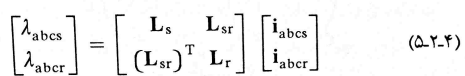 [λabcs λabcr] = [Ls Lsr (Lsr)T Lr] [iabcs iabcr] (۵-۲-۴)